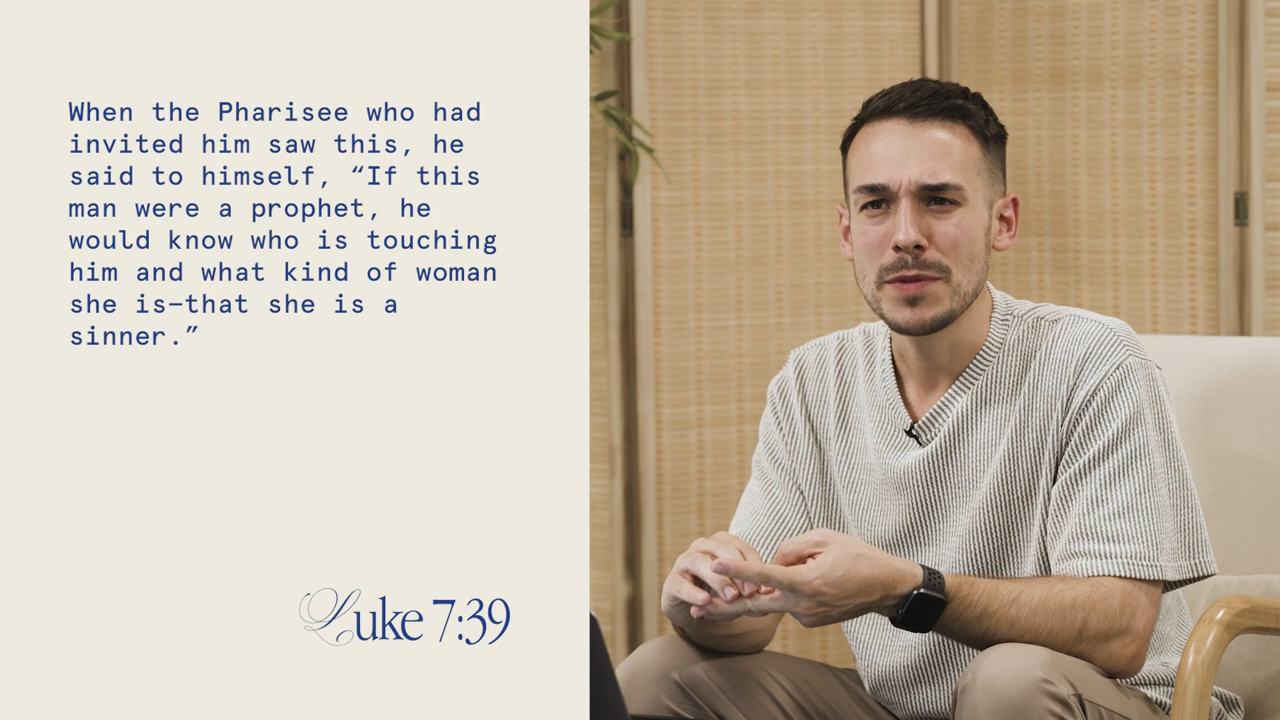 When the Pharisee who had
invited him saw this, he
said to himself, “If this
man were a prophet, he
would know who is touching
him and what kind of woman
she is—that she is a
sinner.”
Luke 7:39